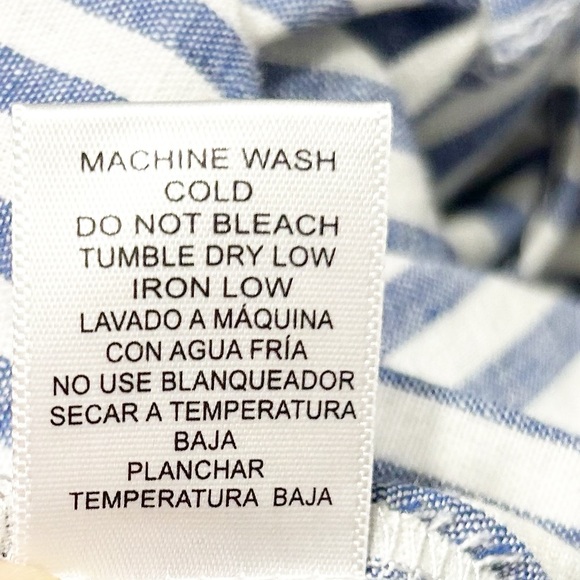 MACHINE WASH
COLD
DO NOT BLEACH
TUMBLE DRY LOW
IRON LOW
LAVADO A MÁQUINA
CON AGUA FRÍA
NO USE BLANQUEADOR
SECAR A TEMPERATURA
BAJA
PLANCHAR
TEMPERATURA BAJA